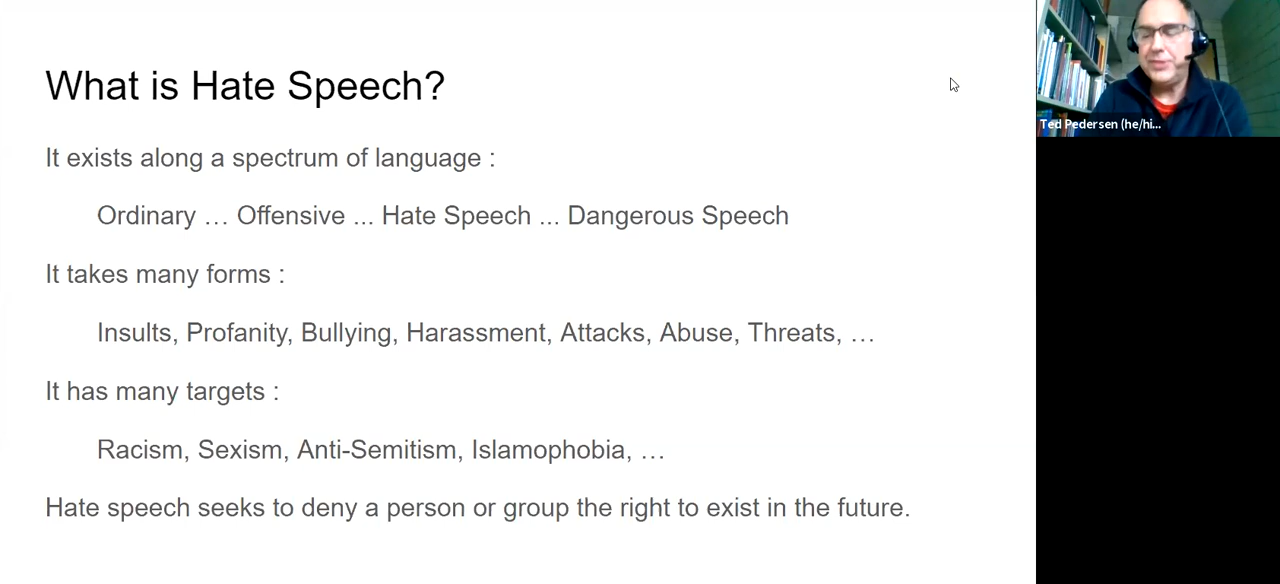 What is Hate Speech?
It exists along a spectrum of language :
Ordinary … Offensive ... Hate Speech ... Dangerous Speech
It takes many forms :
Insults, Profanity, Bullying, Harassment, Attacks, Abuse, Threats, …
It has many targets :
Racism, Sexism, Anti-Semitism, Islamophobia, …
Hate speech seeks to deny a person or group the right to exist in the future.
Ted Pedersen (he/hi...